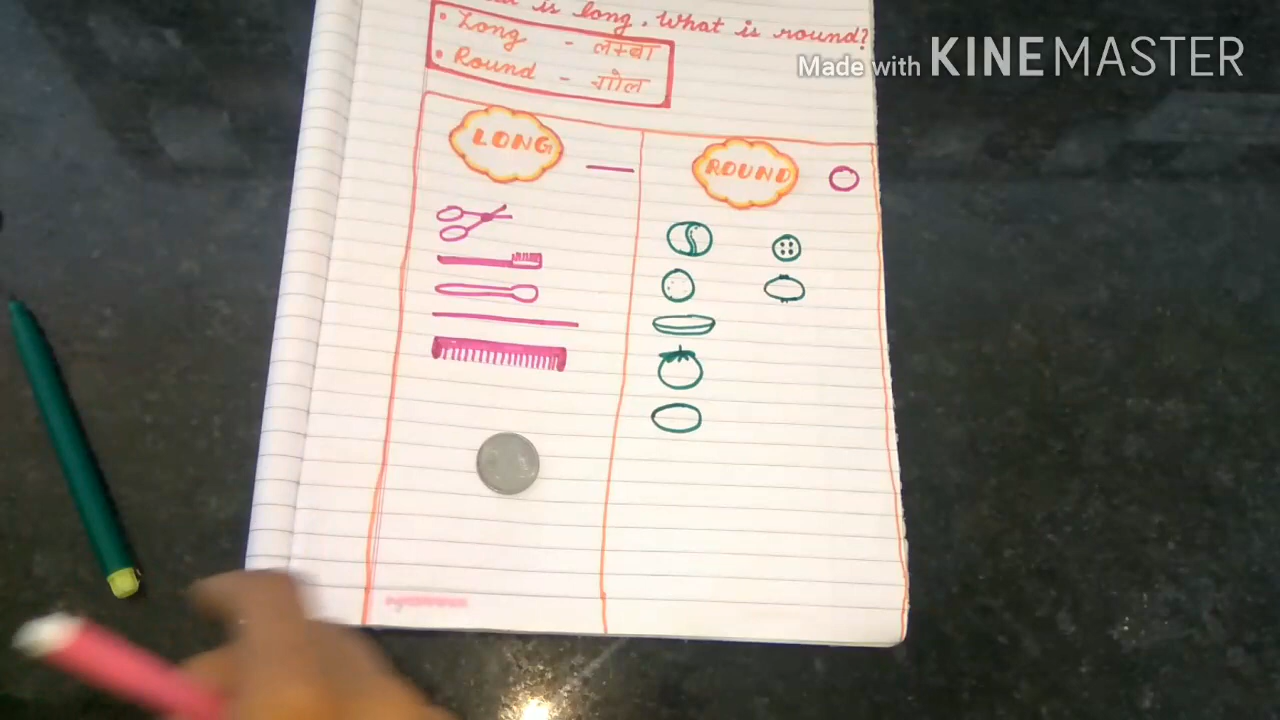 is long. What is round?
Made with KINEMASTER
• Long - लम्बा
• Round - गोल
LONG
ROUND